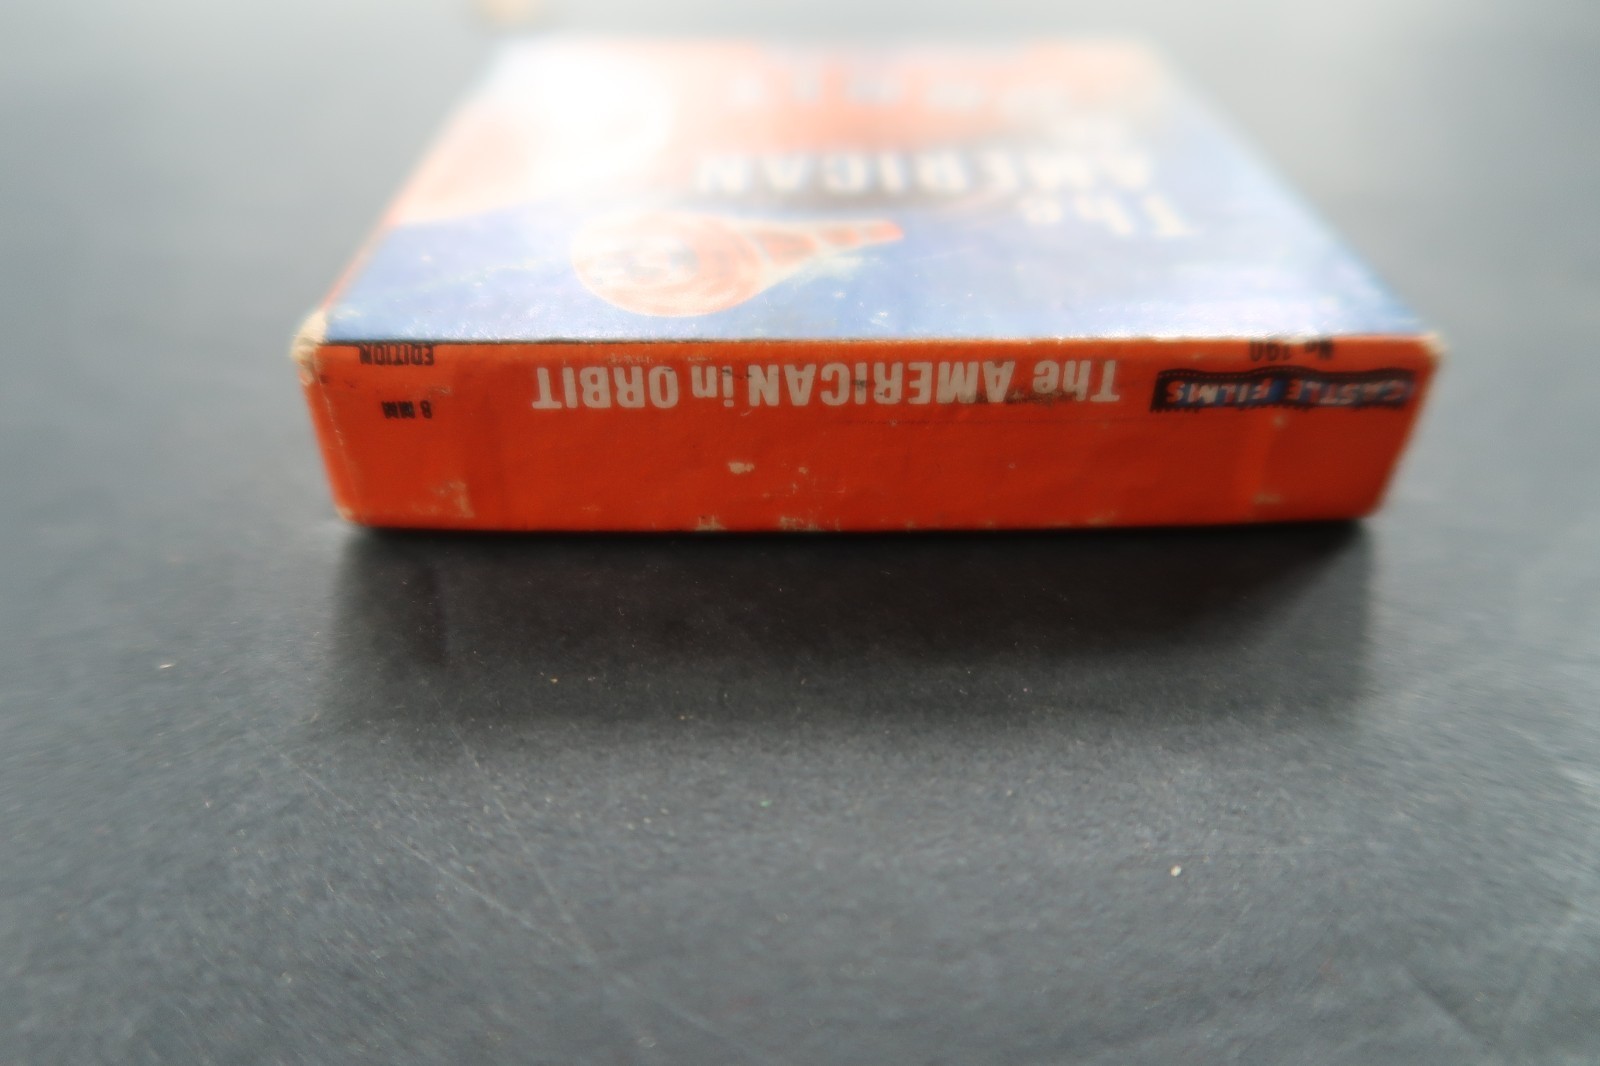 CASTLE FILMS
The AMERICAN in ORBIT
8 MM
EDITION
The
AMERICAN